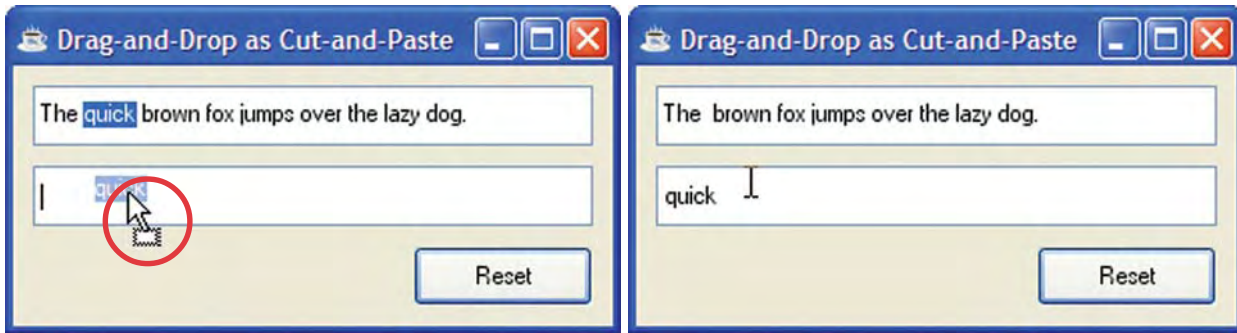 Drag-and-Drop as Cut-and-Paste
The quick brown fox jumps over the lazy dog.
quick
Reset
Drag-and-Drop as Cut-and-Paste
The  brown fox jumps over the lazy dog.
quick
Reset